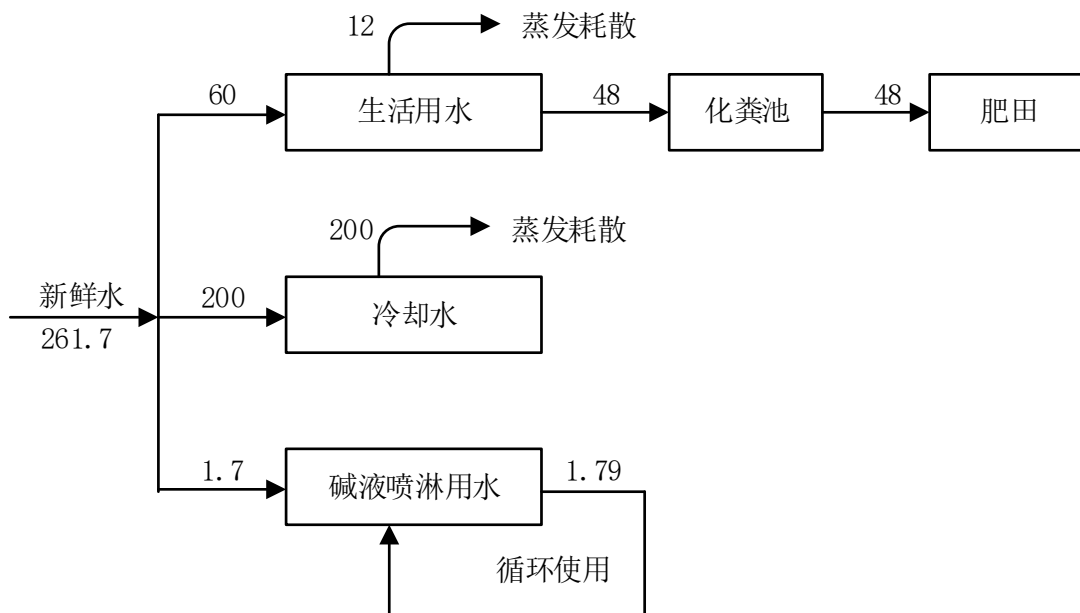 12
蒸发耗散
60
生活用水
48
化粪池
48
肥田
200
蒸发耗散
新鲜水
261.7
200
冷却水
1.7
碱液喷淋用水
1.79
循环使用